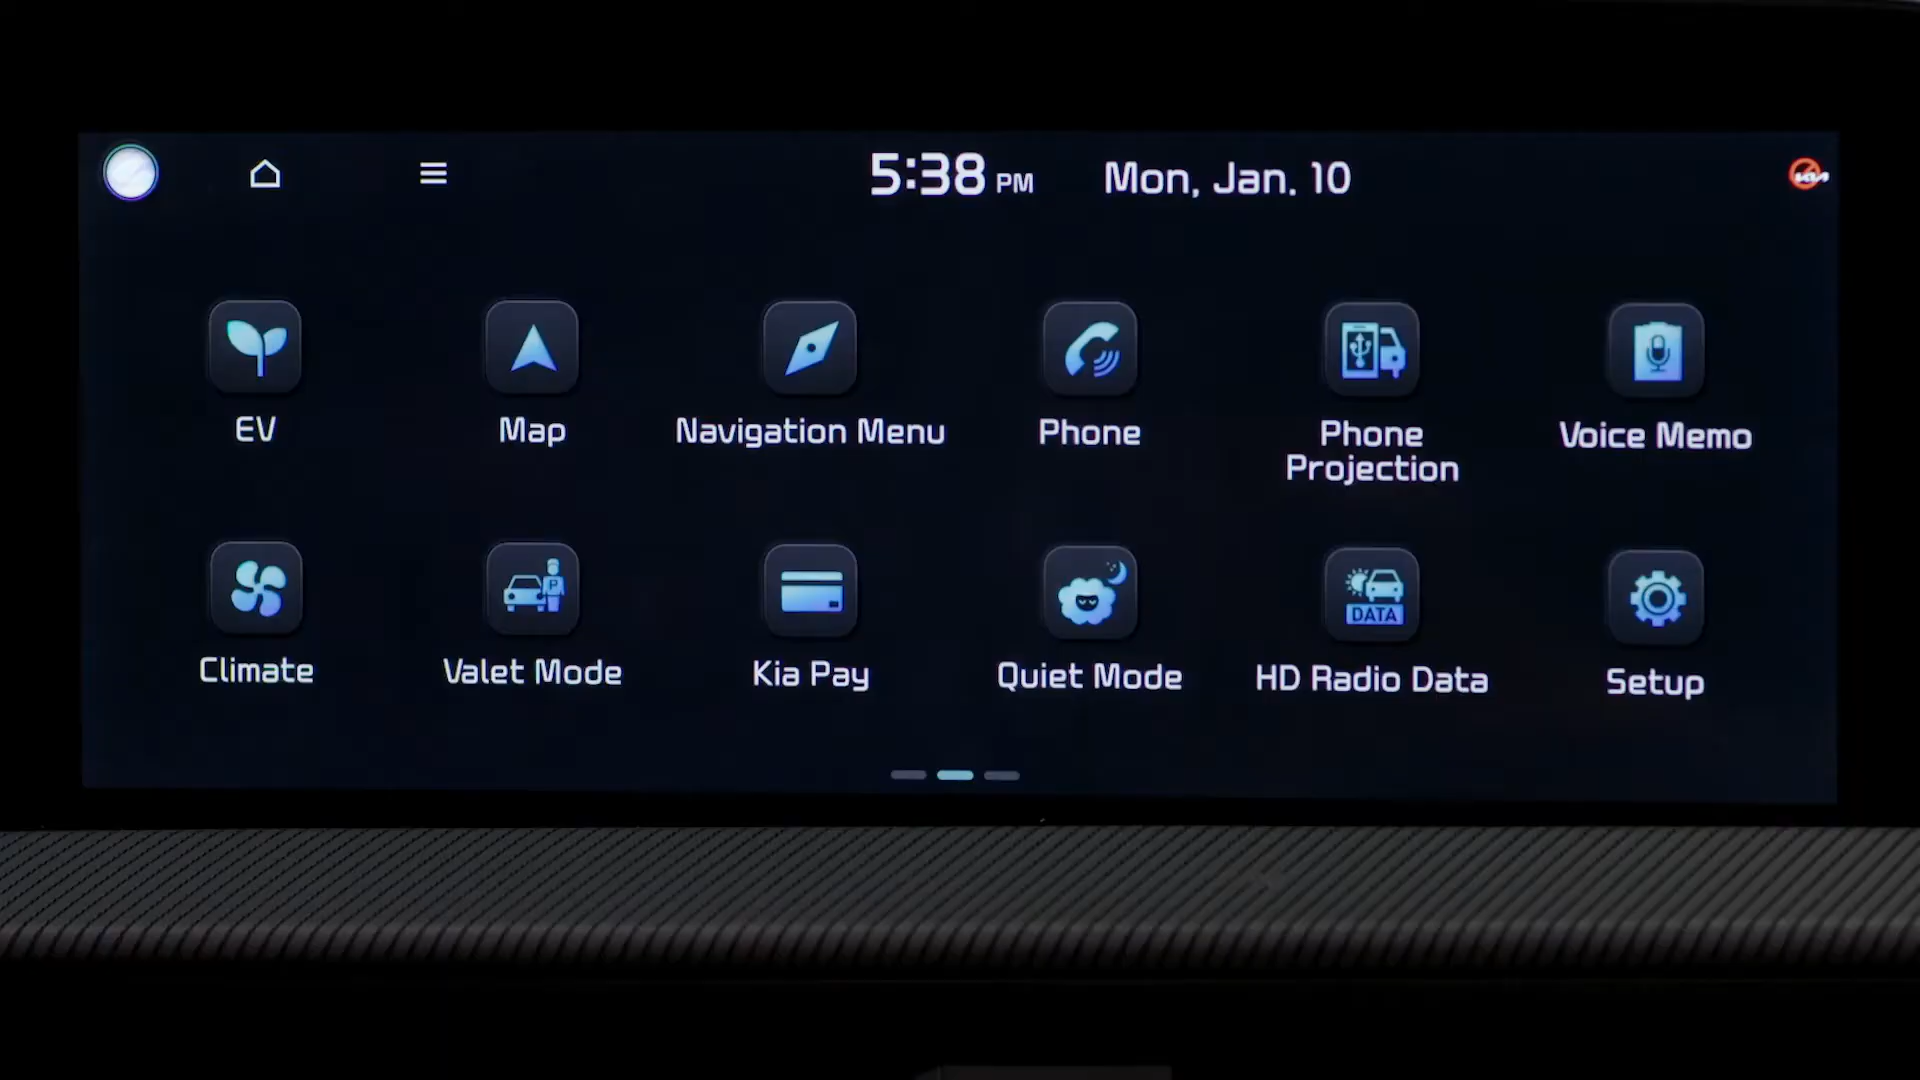 5:38 PM Mon, Jan. 10
KIA
EV Map Navigation Menu Phone Phone Projection Voice Memo
P
DATA
Climate Valet Mode Kia Pay Quiet Mode HD Radio Data Setup